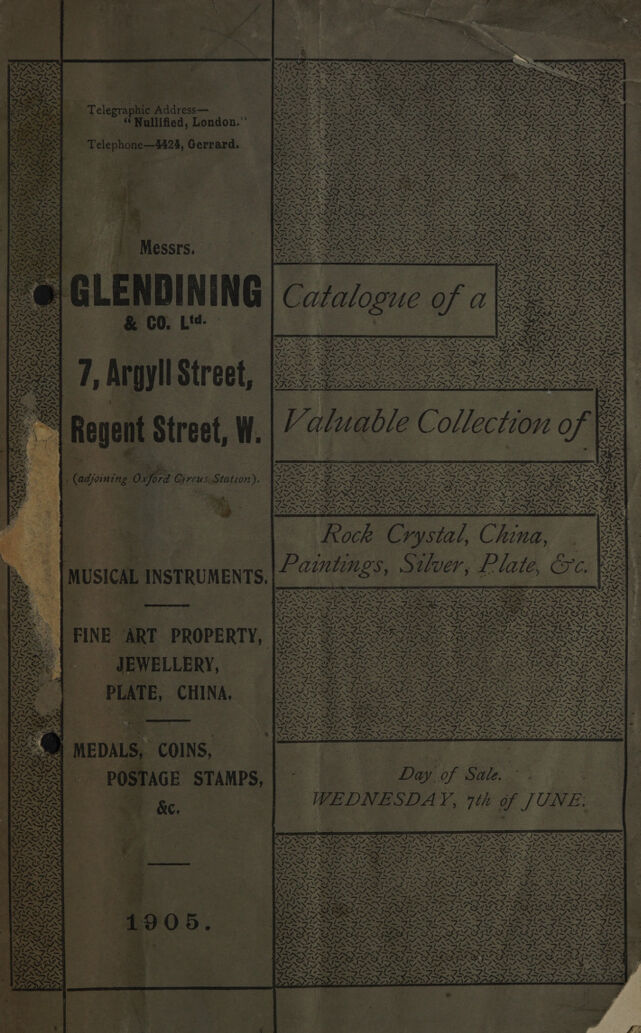 Telegraphic Address—
"Nullified, London."
Telephone—4424, Gerrard.
Messrs.
GLENDINING
& CO. Ltd.
7, Argyll Street,
Regent Street, W.
(adjoining Oxford Circus Station).
MUSICAL INSTRUMENTS.
FINE ART PROPERTY,
JEWELLERY,
PLATE, CHINA.
MEDALS, COINS,
POSTAGE STAMPS,
&c.
1905.
Catalogue of a
Valuable Collection of
Rock Crystal, China,
Paintings, Silver, Plate, &c.
Day of Sale.
WEDNESDAY, 7th of JUNE.